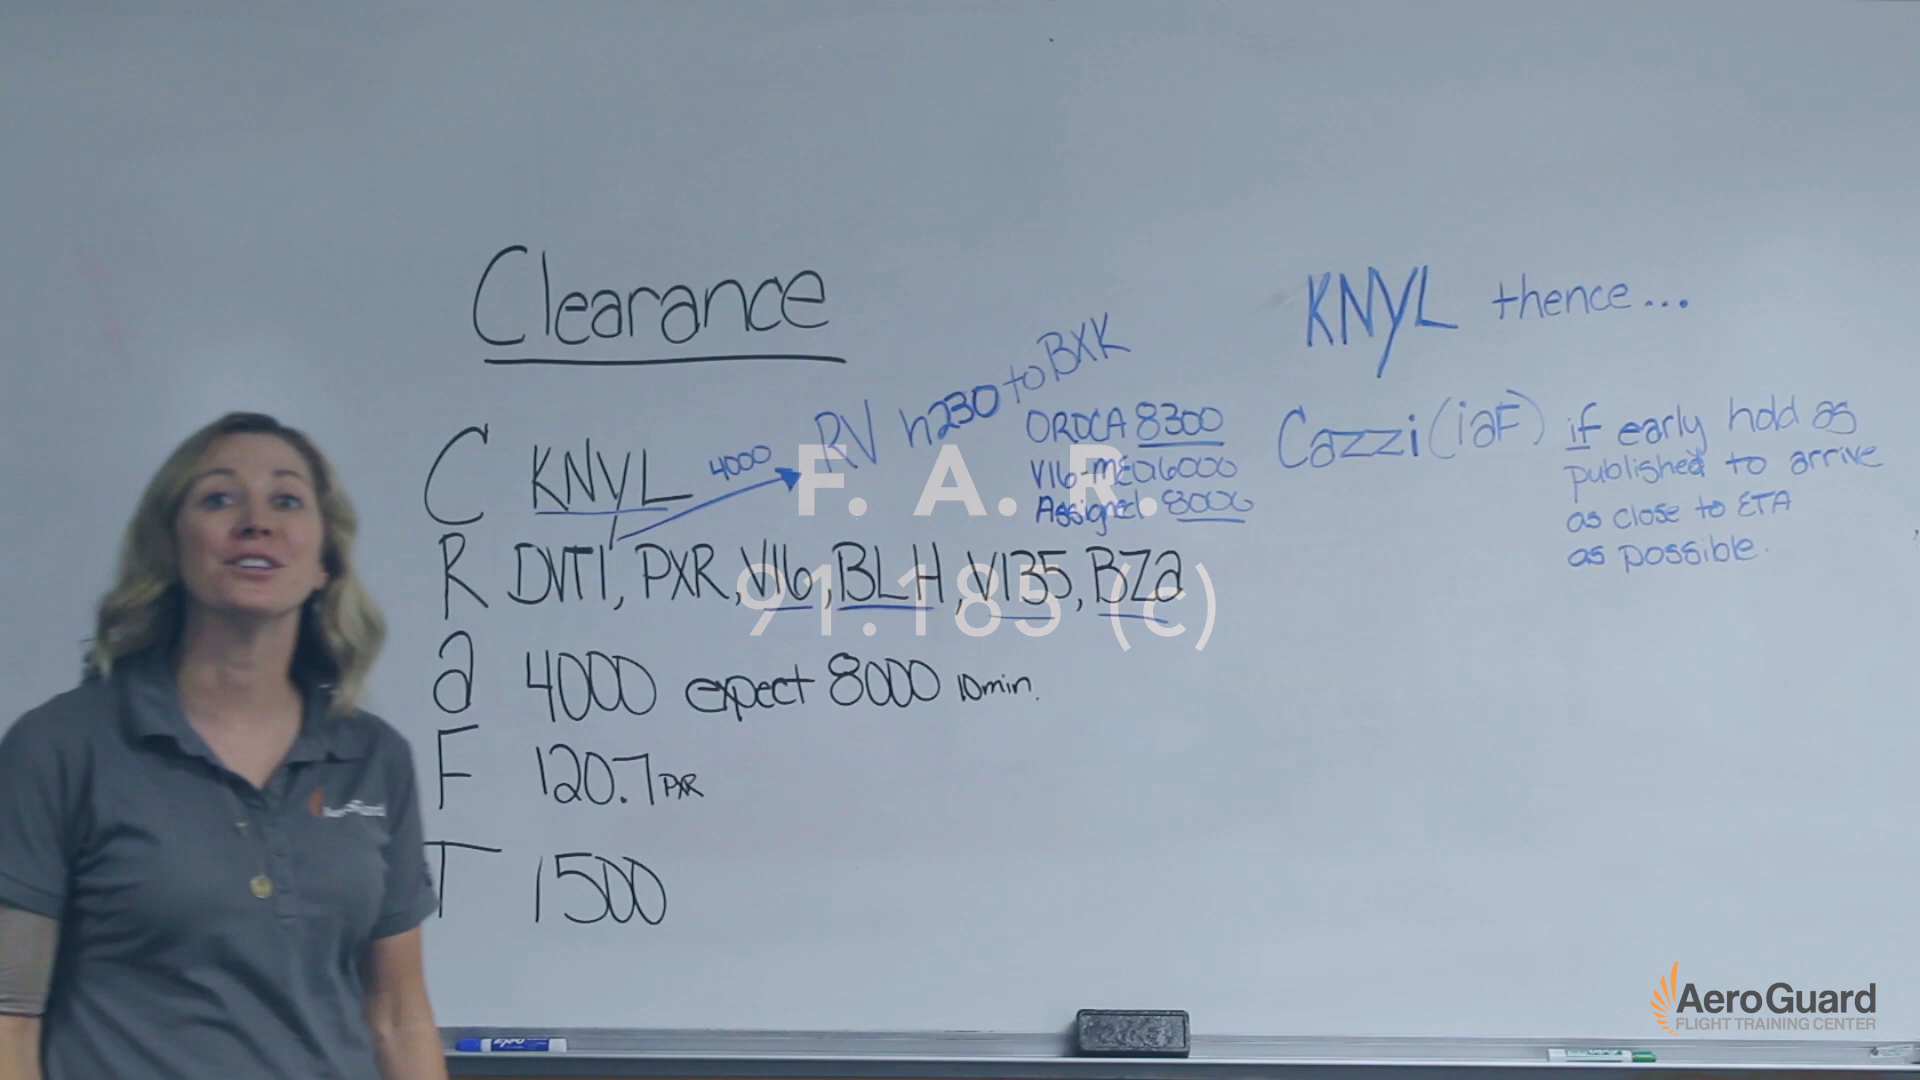 Clearance
C KNYL 4000 RV h230 to BXK
ORDCA 8300
V16-MEA 6000
Assigned 8000
R DVT1, PXR, V16, BLH, V135, BZa
a 4000 expect 8000 10min.
F 120.7 PXR
T 1500
KNYL thence...
Cazzi (iaF) if early hold as
published to arrive
as close to ETA
as possible.
F. A. R.
91.185 (c)
AeroGuard
EXPO
AeroGuard
FLIGHT TRAINING CENTER